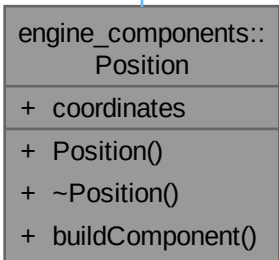 engine_components::
Position
+ coordinates
+ Position()
+ ~Position()
+ buildComponent()